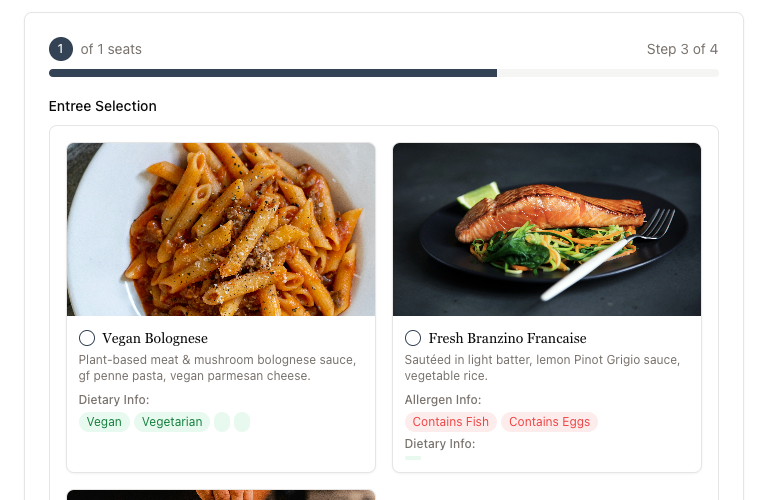 1 of 1 seats
Step 3 of 4
Entree Selection
Vegan Bolognese
Plant-based meat & mushroom bolognese sauce,
gf penne pasta, vegan parmesan cheese.
Dietary Info:
Vegan Vegetarian
Fresh Branzino Francaise
Sautéed in light batter, lemon Pinot Grigio sauce,
vegetable rice.
Allergen Info:
Contains Fish Contains Eggs
Dietary Info: